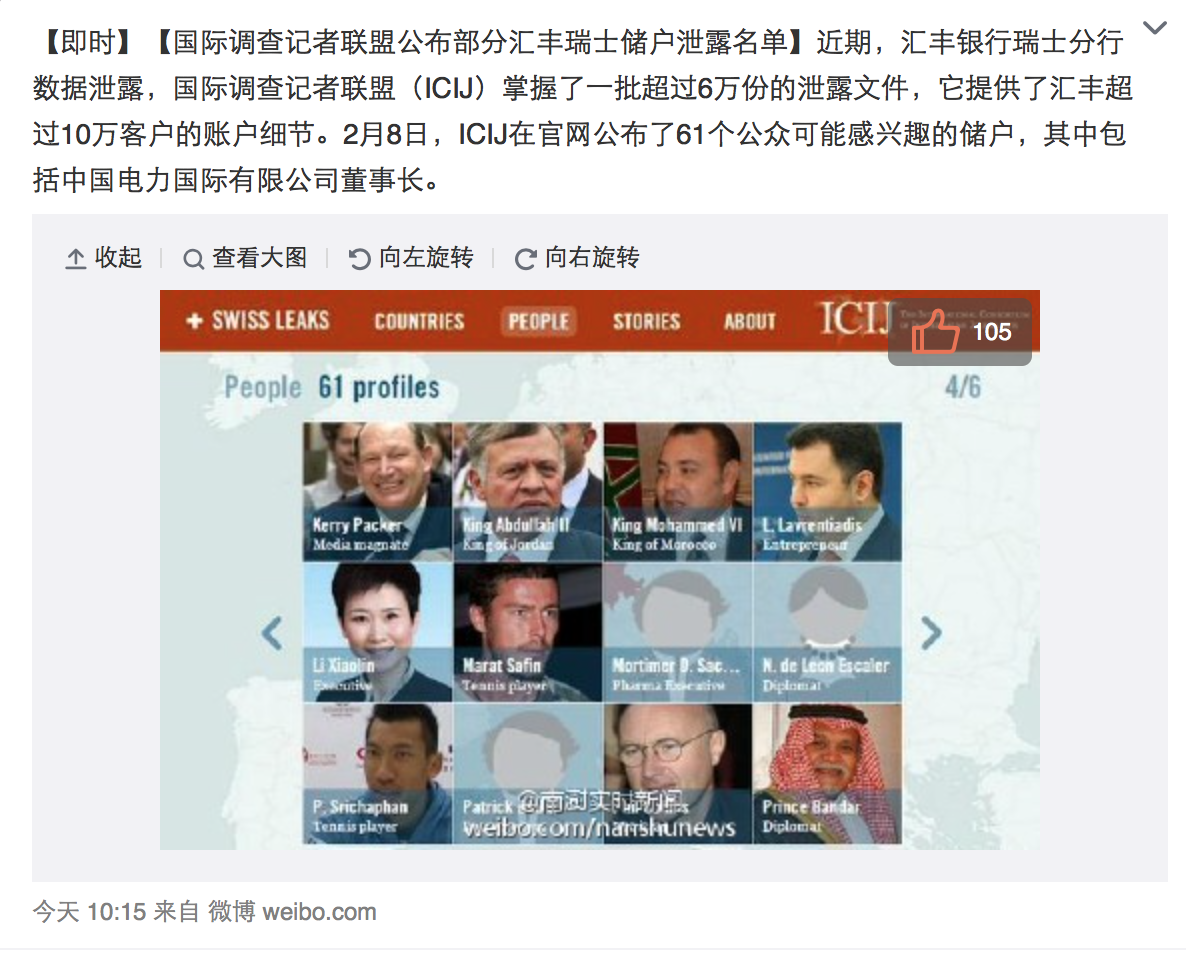 【即时】【国际调查记者联盟公布部分汇丰瑞士储户泄露名单】近期，汇丰银行瑞士分行
数据泄露，国际调查记者联盟（ICIJ）掌握了一批超过6万份的泄露文件，它提供了汇丰超
过10万客户的账户细节。2月8日，ICIJ在官网公布了61个公众可能感兴趣的储户，其中包
括中国电力国际有限公司董事长。
收起 查看大图 向左旋转 向右旋转
SWISS LEAKS COUNTRIES PEOPLE STORIES ABOUT ICIJ
105
People 61 profiles 4/6
Kerry Packer King Abdullah II King Mohammed VI L. Lavrentiadis
Media magnate King of Jordan King of Morocco Entrepreneur
Li Xiaolin Marat Safin Mortimer D. Sac... N. de Leon Escaler
Executive Tennis player Pharma Executive Diplomat
P. Srichaphan Patrick Prince Bandar
Tennis player Diplomat
@南都实时新闻
weibo.com/nanshunews
今天 10:15 来自 微博 weibo.com